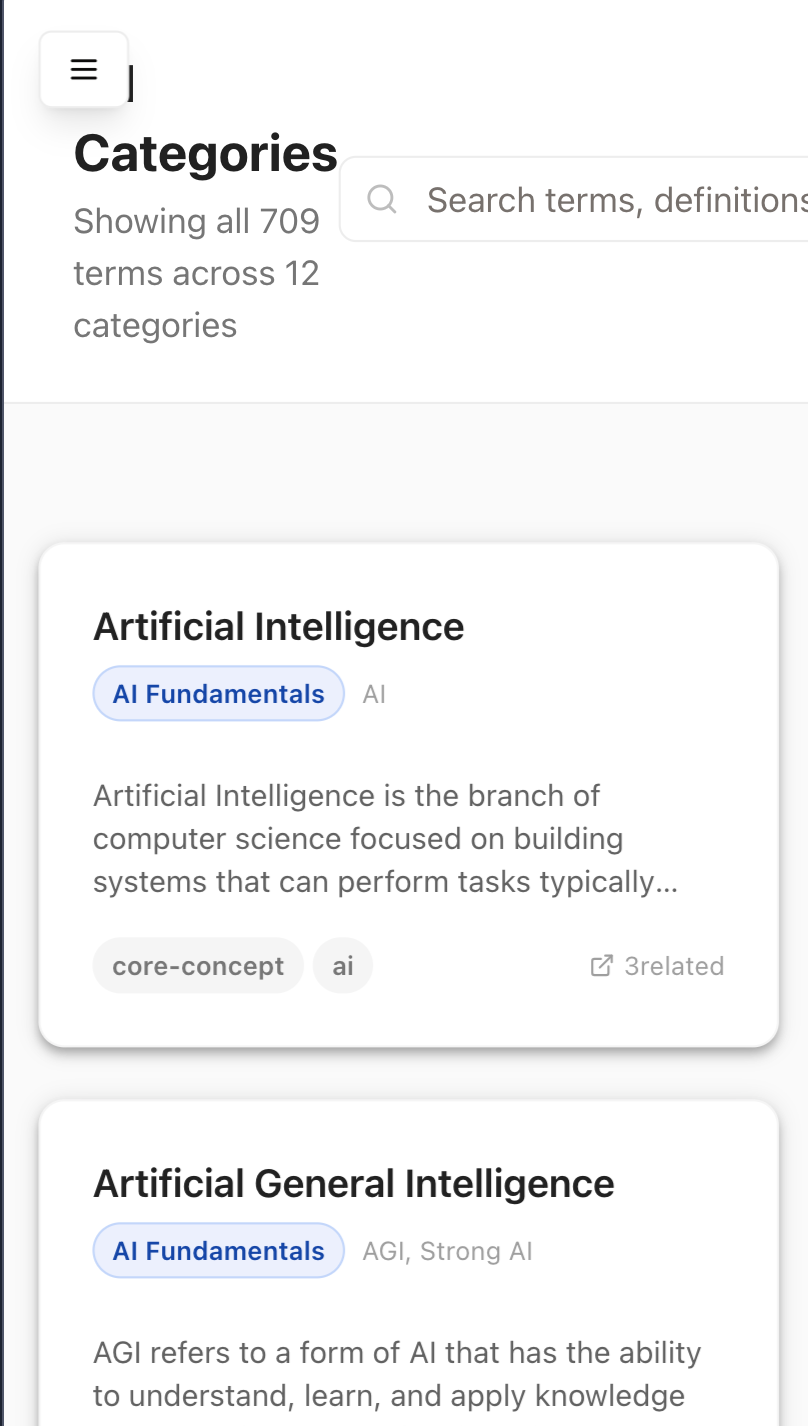 Categories
Search terms, definitions
Showing all 709
terms across 12
categories
Artificial Intelligence
AI Fundamentals AI
Artificial Intelligence is the branch of
computer science focused on building
systems that can perform tasks typically...
core-concept ai 3related
Artificial General Intelligence
AI Fundamentals AGI, Strong AI
AGI refers to a form of AI that has the ability
to understand, learn, and apply knowledge